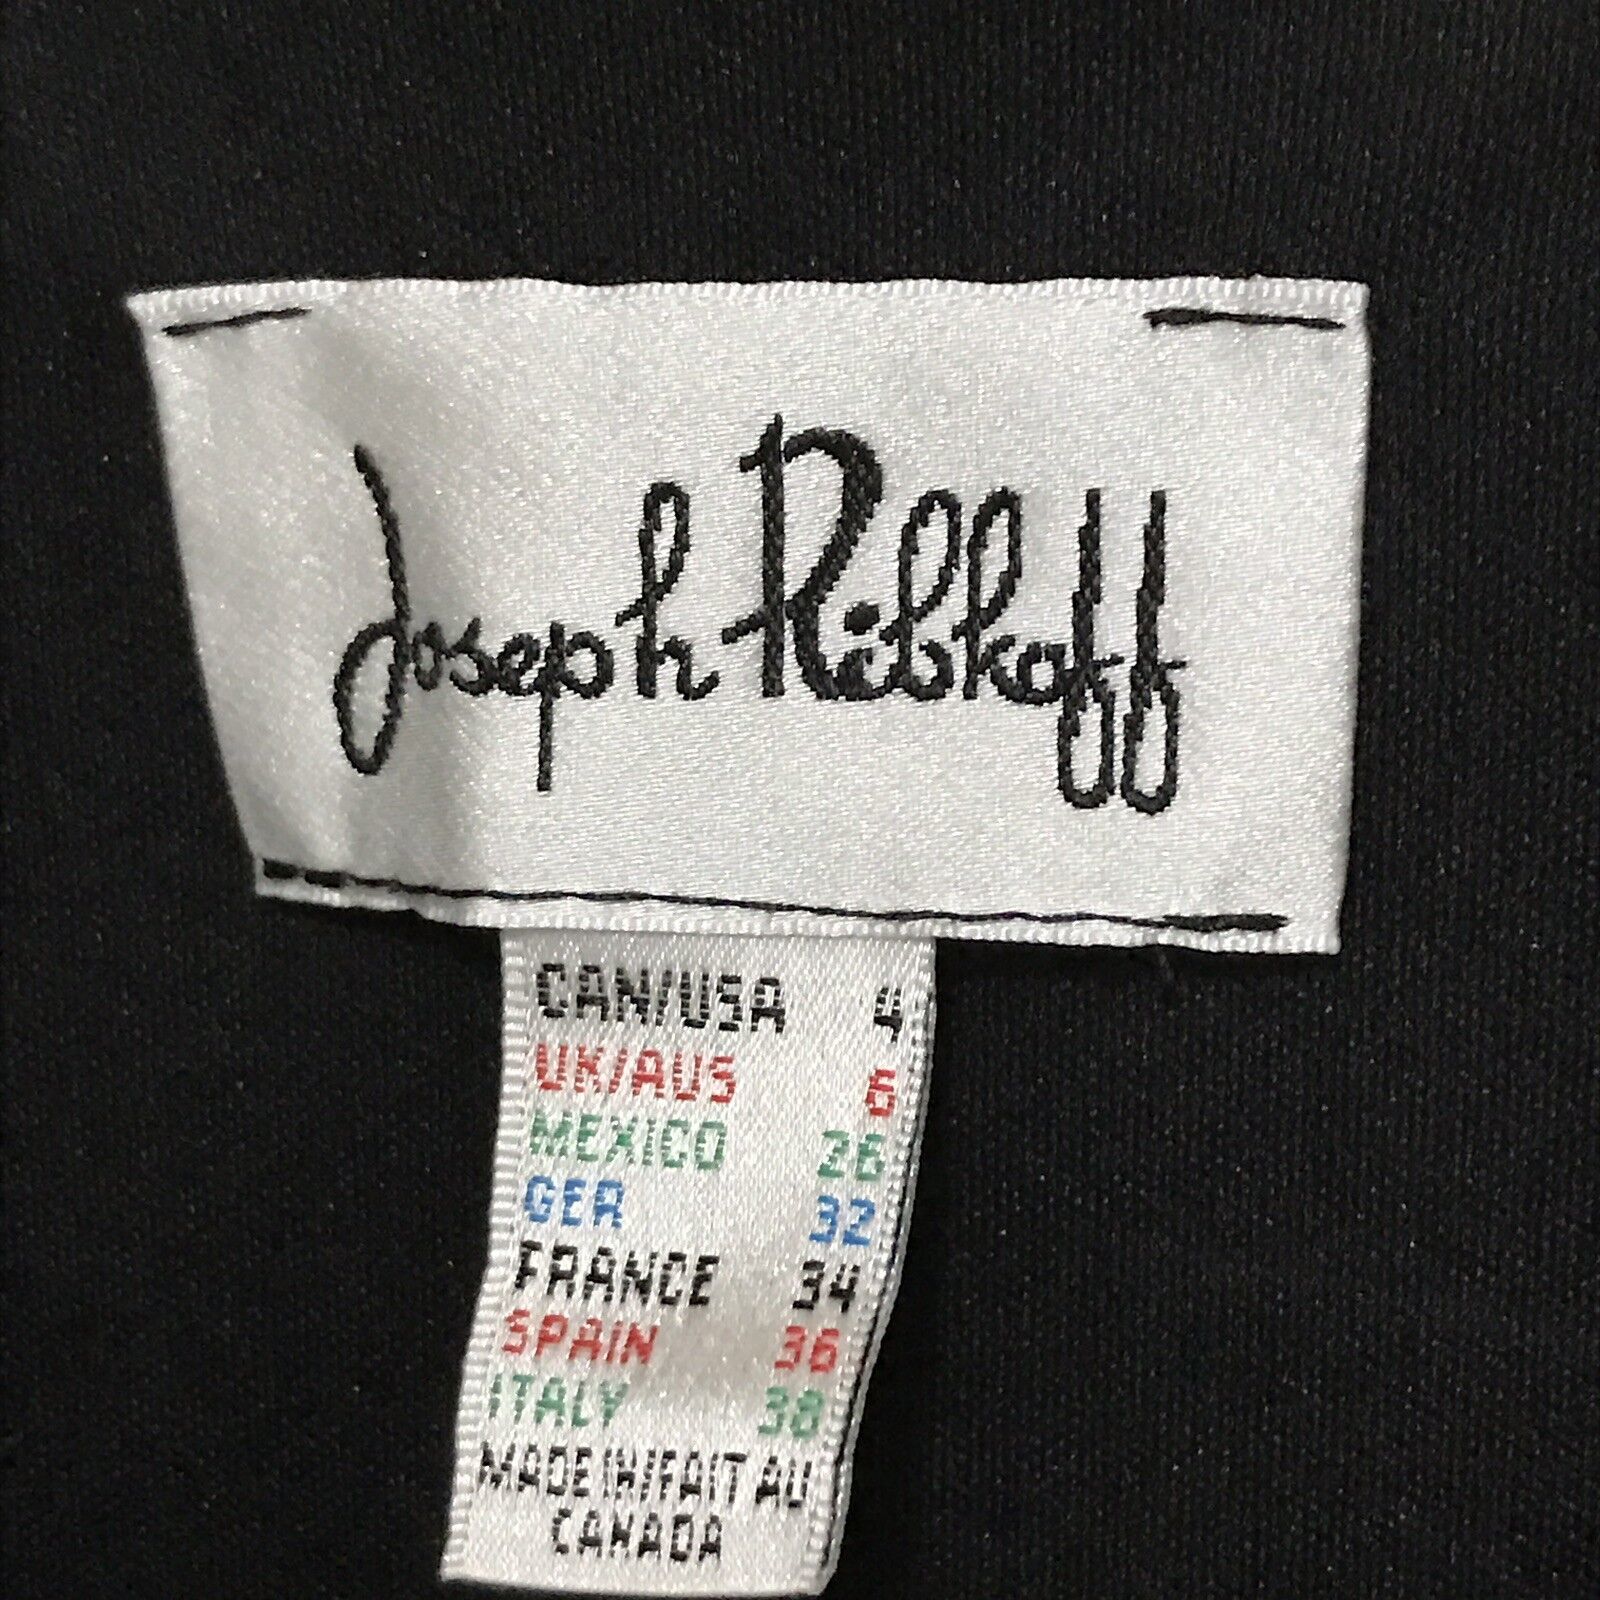 Joseph Ribkoff
CAN/USA 4
UK/AUS 6
MEXICO 26
GER 32
FRANCE 34
SPAIN 36
ITALY 38
MADE IN/FAIT AU
CANADA